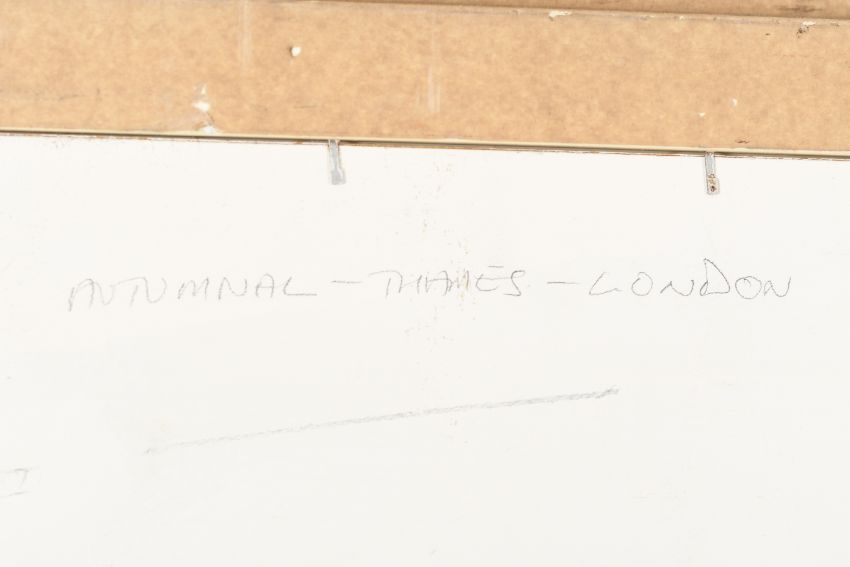 AUTUMNAL - THAMES - LONDON